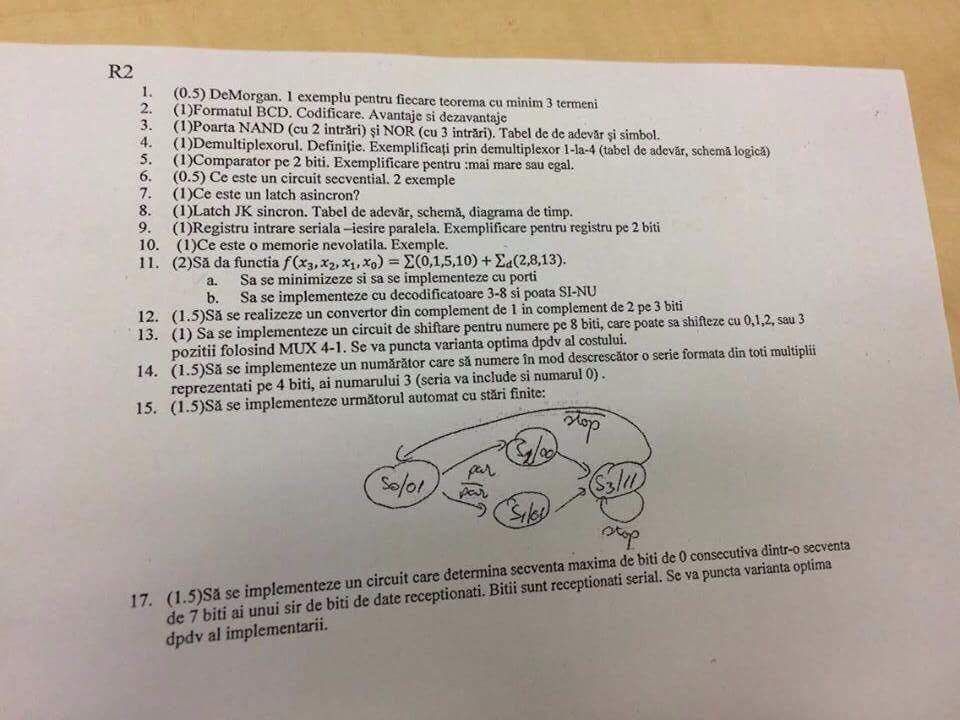 R2
1. (0.5) DeMorgan. 1 exemplu pentru fiecare teorema cu minim 3 termeni
2. (1)Formatul BCD. Codificare. Avantaje si dezavantaje
3. (1)Poarta NAND (cu 2 intrări) și NOR (cu 3 intrări). Tabel de de adevăr și simbol.
4. (1)Demultiplexorul. Definiție. Exemplificați prin demultiplexor 1-la-4 (tabel de adevăr, schemă logică)
5. (1)Comparator pe 2 biti. Exemplificare pentru :mai mare sau egal.
6. (0.5) Ce este un circuit secvential. 2 exemple
7. (1)Ce este un latch asincron?
8. (1)Latch JK sincron. Tabel de adevăr, schemă, diagrama de timp.
9. (1)Registru intrare seriala –iesire paralela. Exemplificare pentru registru pe 2 biti
10. (1)Ce este o memorie nevolatila. Exemple.
11. (2)Să da functia f(x₃,x₂,x₁,x₀) = ∑(0,1,5,10) + ∑d(2,8,13).
a. Sa se minimizeze si sa se implementeze cu porti
b. Sa se implementeze cu decodificatoare 3-8 si poata SI-NU
12. (1.5)Să se realizeze un convertor din complement de 1 in complement de 2 pe 3 biti
13. (1) Sa se implementeze un circuit de shiftare pentru numere pe 8 biti, care poate sa shifteze cu 0,1,2, sau 3
pozitii folosind MUX 4-1. Se va puncta varianta optima dpdv al costului.
14. (1.5)Să se implementeze un numărător care să numere în mod descrescător o serie formata din toti multiplii
reprezentati pe 4 biti, ai numarului 3 (seria va include si numarul 0) .
15. (1.5)Să se implementeze următorul automat cu stări finite:
stop
S2/00
S0/01
par
par
S3/11
S1/01
stop
17. (1.5)Să se implementeze un circuit care determina secventa maxima de biti de 0 consecutiva dintr-o secventa
de 7 biti ai unui sir de biti de date receptionati. Bitii sunt receptionati serial. Se va puncta varianta optima
dpdv al implementarii.